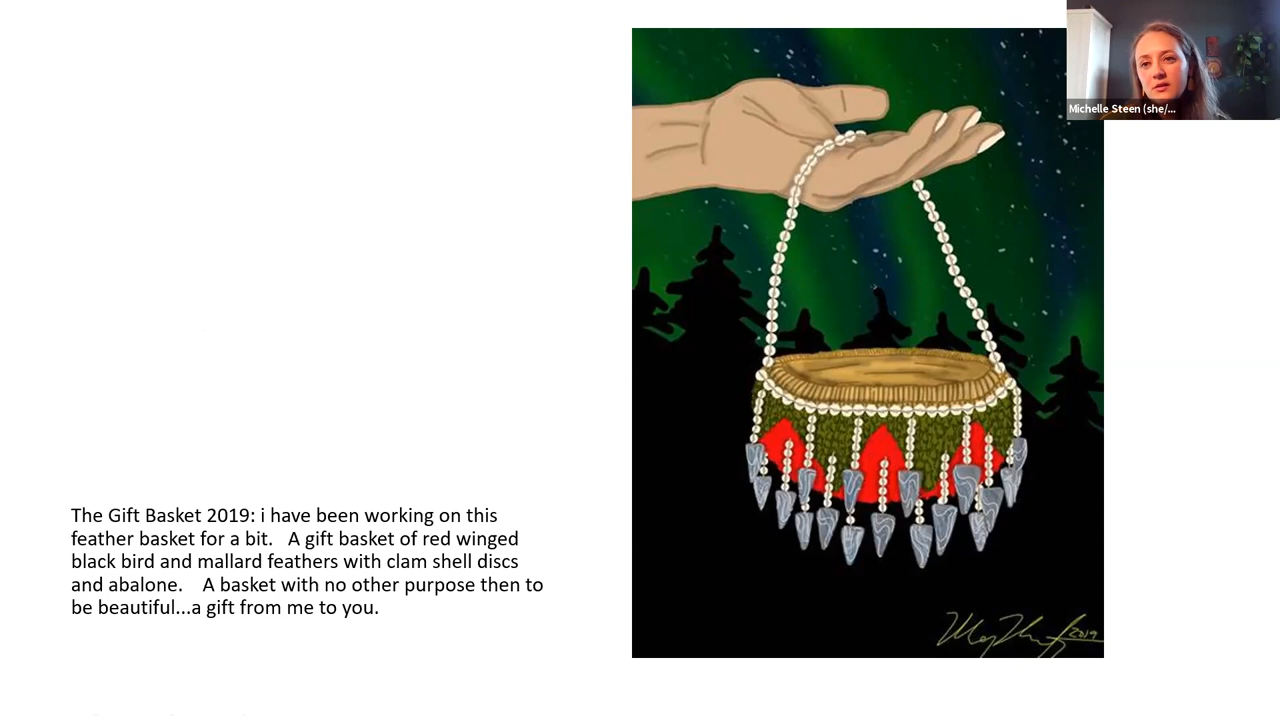 Michelle Steen (she/...
The Gift Basket 2019: i have been working on this
feather basket for a bit. A gift basket of red winged
black bird and mallard feathers with clam shell discs
and abalone. A basket with no other purpose then to
be beautiful...a gift from me to you.
2019